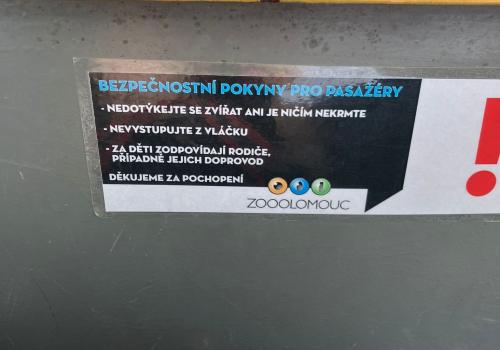 BEZPEČNOSTNÍ POKYNY PRO PASAŽÉRY
- NEDOTÝKEJTE SE ZVÍŘAT ANI JE NIČÍM NEKRMTE
- NEVYSTUPUJTE Z VLÁČKU
- ZA DĚTI ZODPOVÍDAJÍ RODIČE,
PŘÍPADNĚ JEJICH DOPROVOD
DĚKUJEME ZA POCHOPENÍ
ZOOOLOMOUC
!